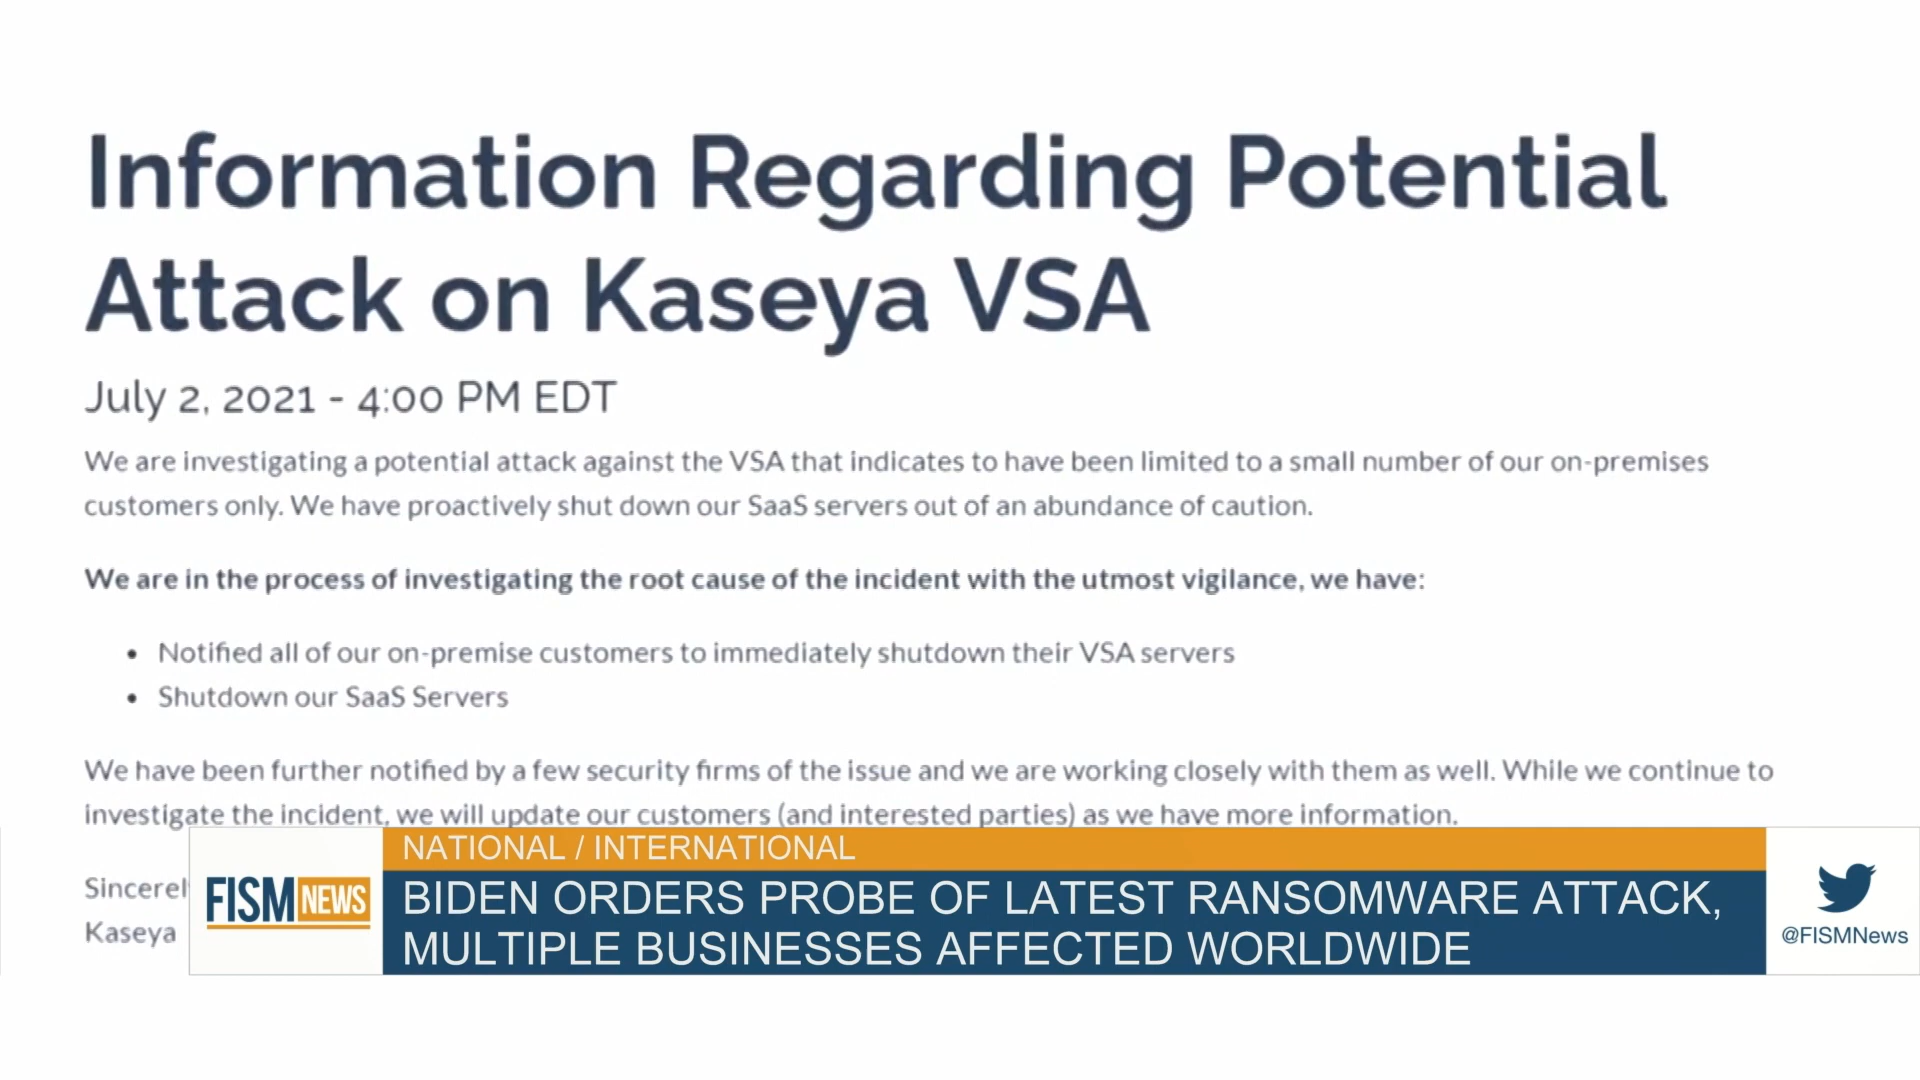 Information Regarding Potential
Attack on Kaseya VSA
July 2, 2021 - 4:00 PM EDT
We are investigating a potential attack against the VSA that indicates to have been limited to a small number of our on-premises
customers only. We have proactively shut down our SaaS servers out of an abundance of caution.
We are in the process of investigating the root cause of the incident with the utmost vigilance, we have:
• Notified all of our on-premise customers to immediately shutdown their VSA servers
• Shutdown our SaaS Servers
We have been further notified by a few security firms of the issue and we are working closely with them as well. While we continue to
investigate the incident, we will update our customers (and interested parties) as we have more information.
Sincerel
Kaseya
FISM NEWS
NATIONAL / INTERNATIONAL
BIDEN ORDERS PROBE OF LATEST RANSOMWARE ATTACK,
MULTIPLE BUSINESSES AFFECTED WORLDWIDE
@FISMNews